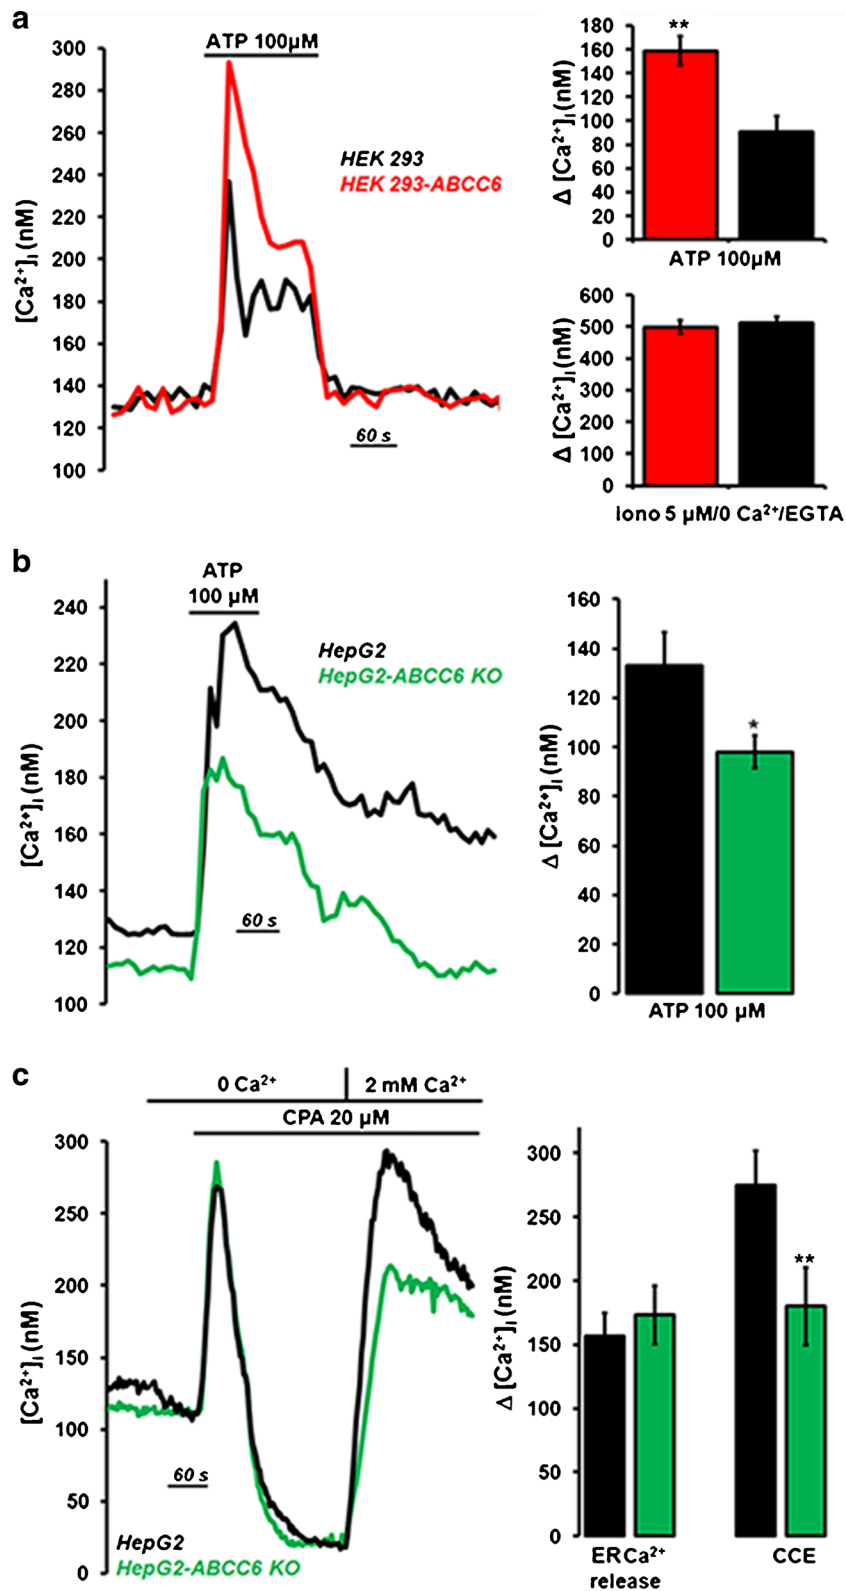 a
ATP 100µM
HEK 293
HEK 293-ABCC6
[Ca²⁺]ᵢ (nM)
300
280
260
240
220
200
180
160
140
120
100
60 s
**
Δ [Ca²⁺]ᵢ (nM)
180
160
140
120
100
80
60
40
20
0
ATP 100µM
Δ [Ca²⁺]ᵢ (nM)
600
500
400
300
200
100
0
iono 5 µM/0 Ca²⁺/EGTA
b
ATP
100 µM
HepG2
HepG2-ABCC6 KO
[Ca²⁺]ᵢ (nM)
240
220
200
180
160
140
120
100
60 s
Δ [Ca²⁺]ᵢ (nM)
160
140
120
100
80
60
40
20
0
*
ATP 100 µM
c
0 Ca²⁺ 2 mM Ca²⁺
CPA 20 µM
[Ca²⁺]ᵢ (nM)
300
250
200
150
100
50
0
60 s
HepG2
HepG2-ABCC6 KO
Δ [Ca²⁺]ᵢ (nM)
300
250
200
150
100
50
0
**
ER Ca²⁺
release
CCE